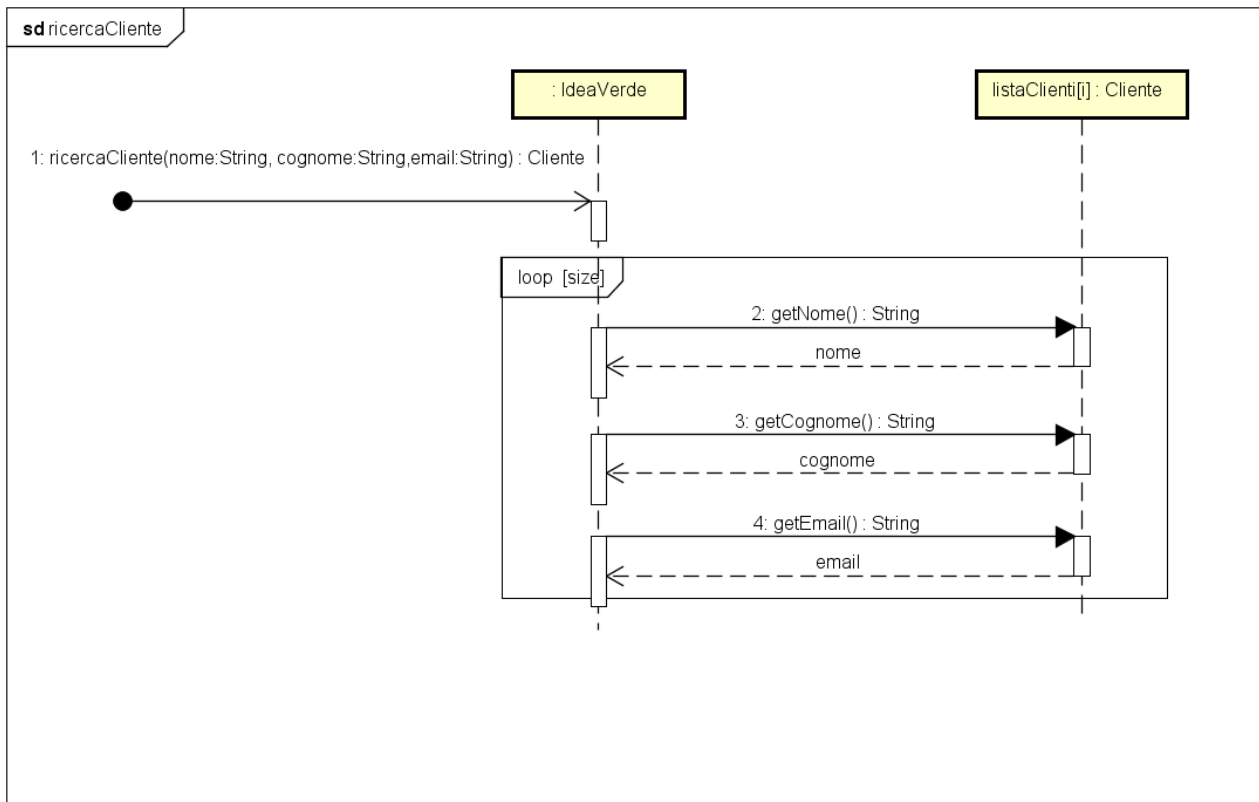 sd ricercaCliente
: IdeaVerde
listaClienti[i] : Cliente
1: ricercaCliente(nome:String, cognome:String,email:String) : Cliente
loop [size]
2: getNome() : String
nome
3: getCognome() : String
cognome
4: getEmail() : String
email